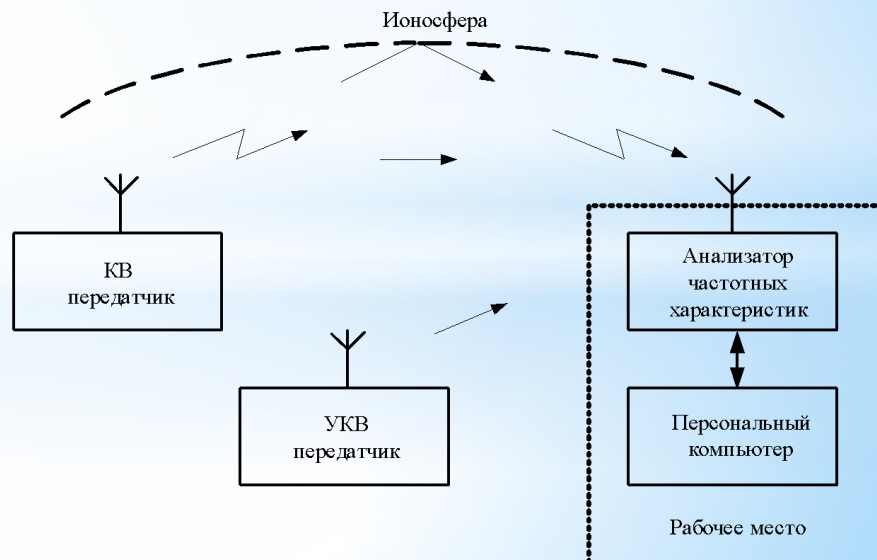 Ионосфера
КВ
передатчик
Анализатор
частотных
характеристик
УКВ
передатчик
Персональный
компьютер
Рабочее место